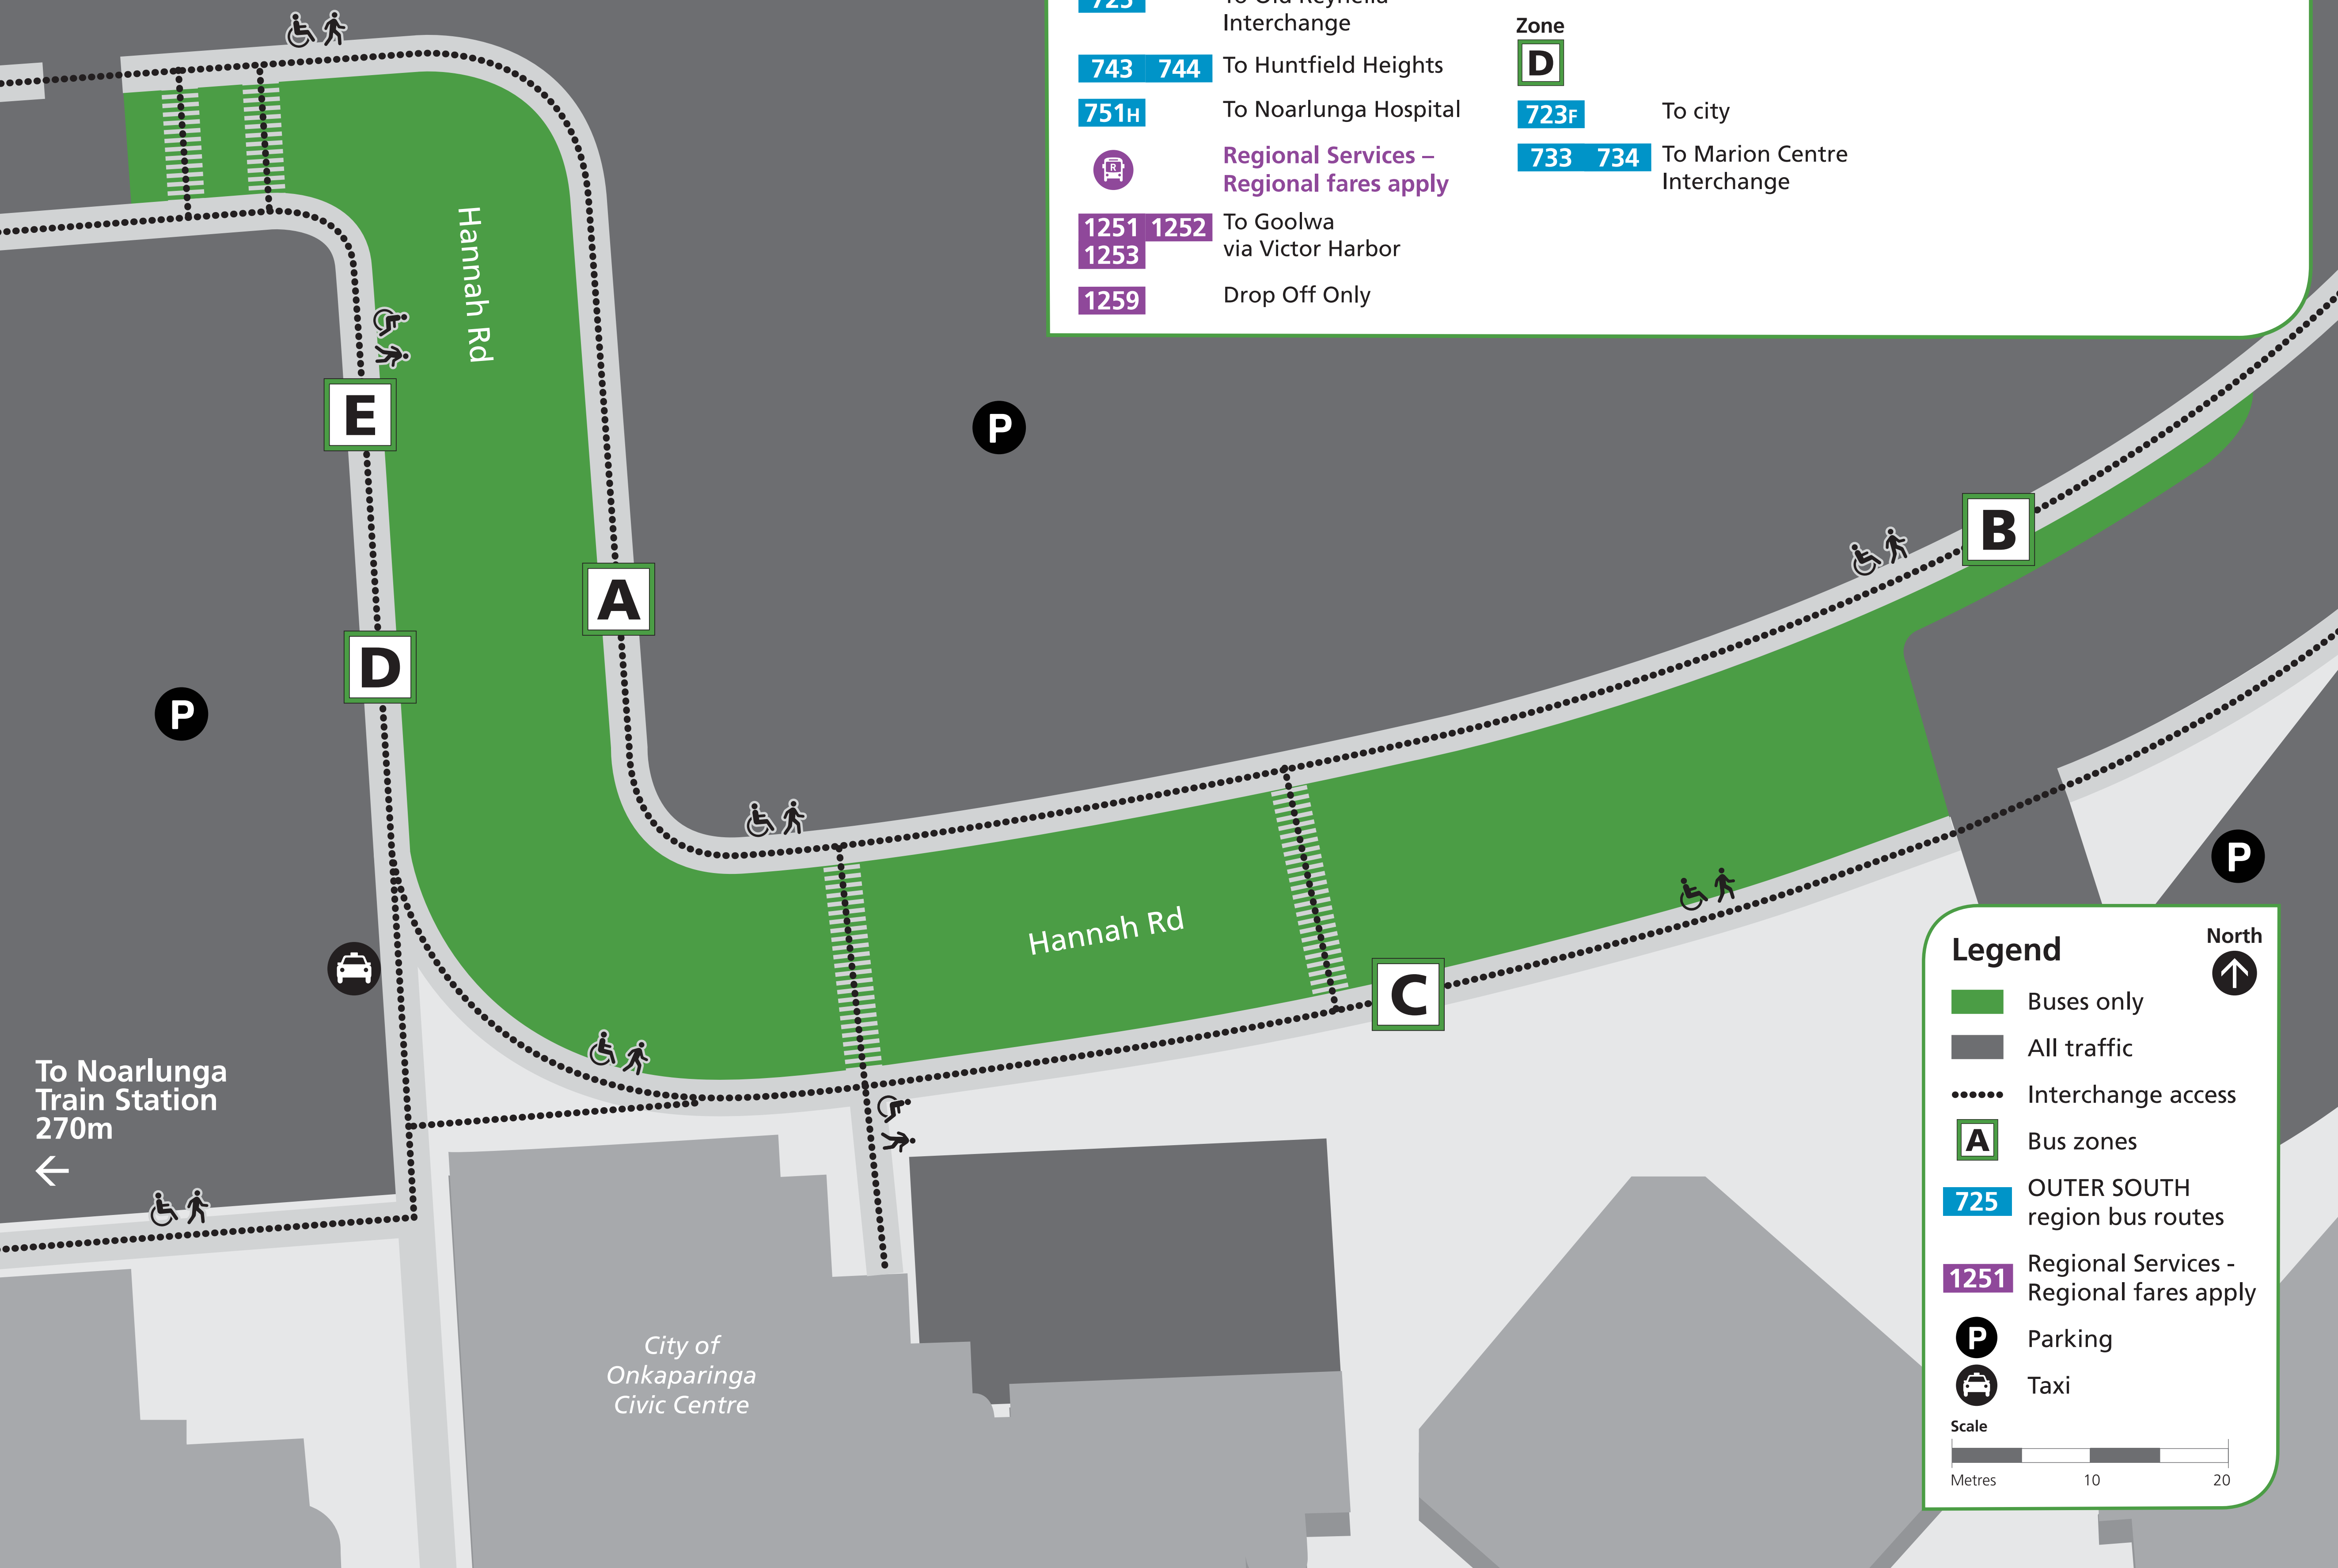 725
To Old Reynella
Interchange
743 744 To Huntfield Heights
751H To Noarlunga Hospital
R
Regional Services –
Regional fares apply
1251 1252 To Goolwa
1253 via Victor Harbor
1259 Drop Off Only
Zone
D
723F To city
733 734 To Marion Centre
Interchange
Hannah Rd
E
A
D
P
P
B
Hannah Rd
C
P
To Noarlunga
Train Station
270m
City of
Onkaparinga
Civic Centre
Legend
North
Buses only
All traffic
Interchange access
A Bus zones
725 OUTER SOUTH
region bus routes
1251 Regional Services -
Regional fares apply
P Parking
Taxi
Scale
Metres 10 20